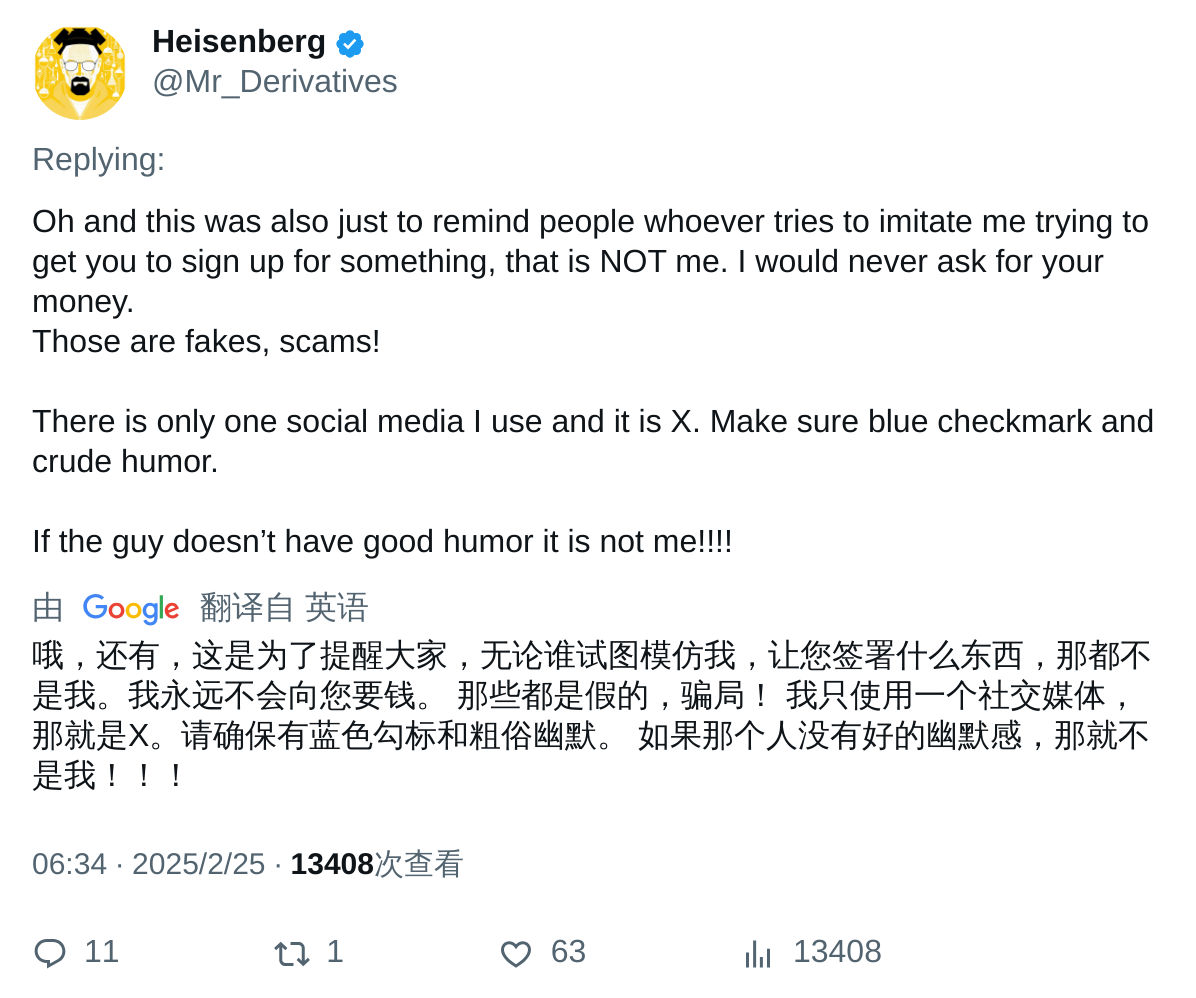 Heisenberg
@Mr_Derivatives
Replying:
Oh and this was also just to remind people whoever tries to imitate me trying to
get you to sign up for something, that is NOT me. I would never ask for your
money.
Those are fakes, scams!
There is only one social media I use and it is X. Make sure blue checkmark and
crude humor.
If the guy doesn’t have good humor it is not me!!!!
由 Google 翻译自 英语
哦，还有，这是为了提醒大家，无论谁试图模仿我，让您签署什么东西，那都不
是我。我永远不会向您要钱。 那些都是假的，骗局！ 我只使用一个社交媒体，
那就是X。请确保有蓝色勾标和粗俗幽默。 如果那个人没有好的幽默感，那就不
是我！！！
06:34 · 2025/2/25 · 13408次查看
11 1 63 13408